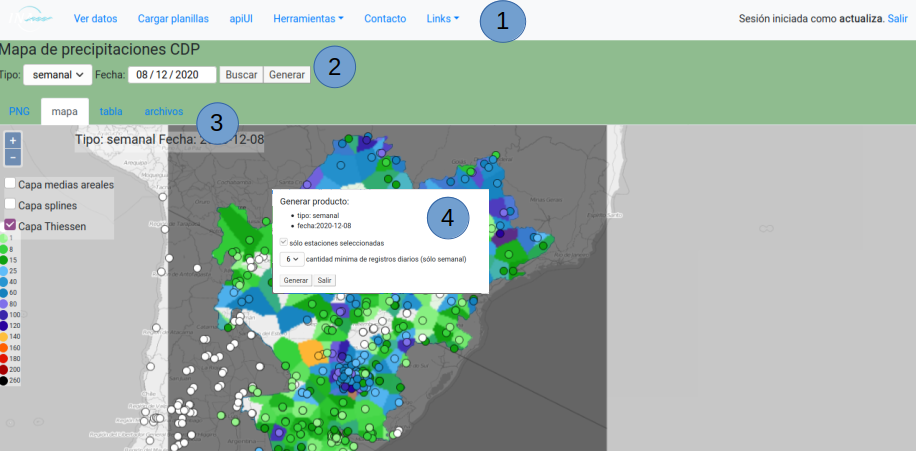 Ver datos Cargar planillas apiUI Herramientas Contacto Links 1 Sesión iniciada como actualiza. Salir
Mapa de precipitaciones CDP
2
Tipo: semanal Fecha: 08 / 12 / 2020 Buscar Generar
PNG mapa tabla archivos
3
+
−
Tipo: semanal Fecha: 20 12-08
Capa medias areales
Capa splines
Capa Thiessen
1
8
15
25
40
60
80
100
120
140
160
180
200
260
Generar producto:
tipo: semanal
fecha:2020-12-08
4
sólo estaciones seleccionadas
6 cantidad mínima de registros diarios (sólo semanal)
Generar Salir